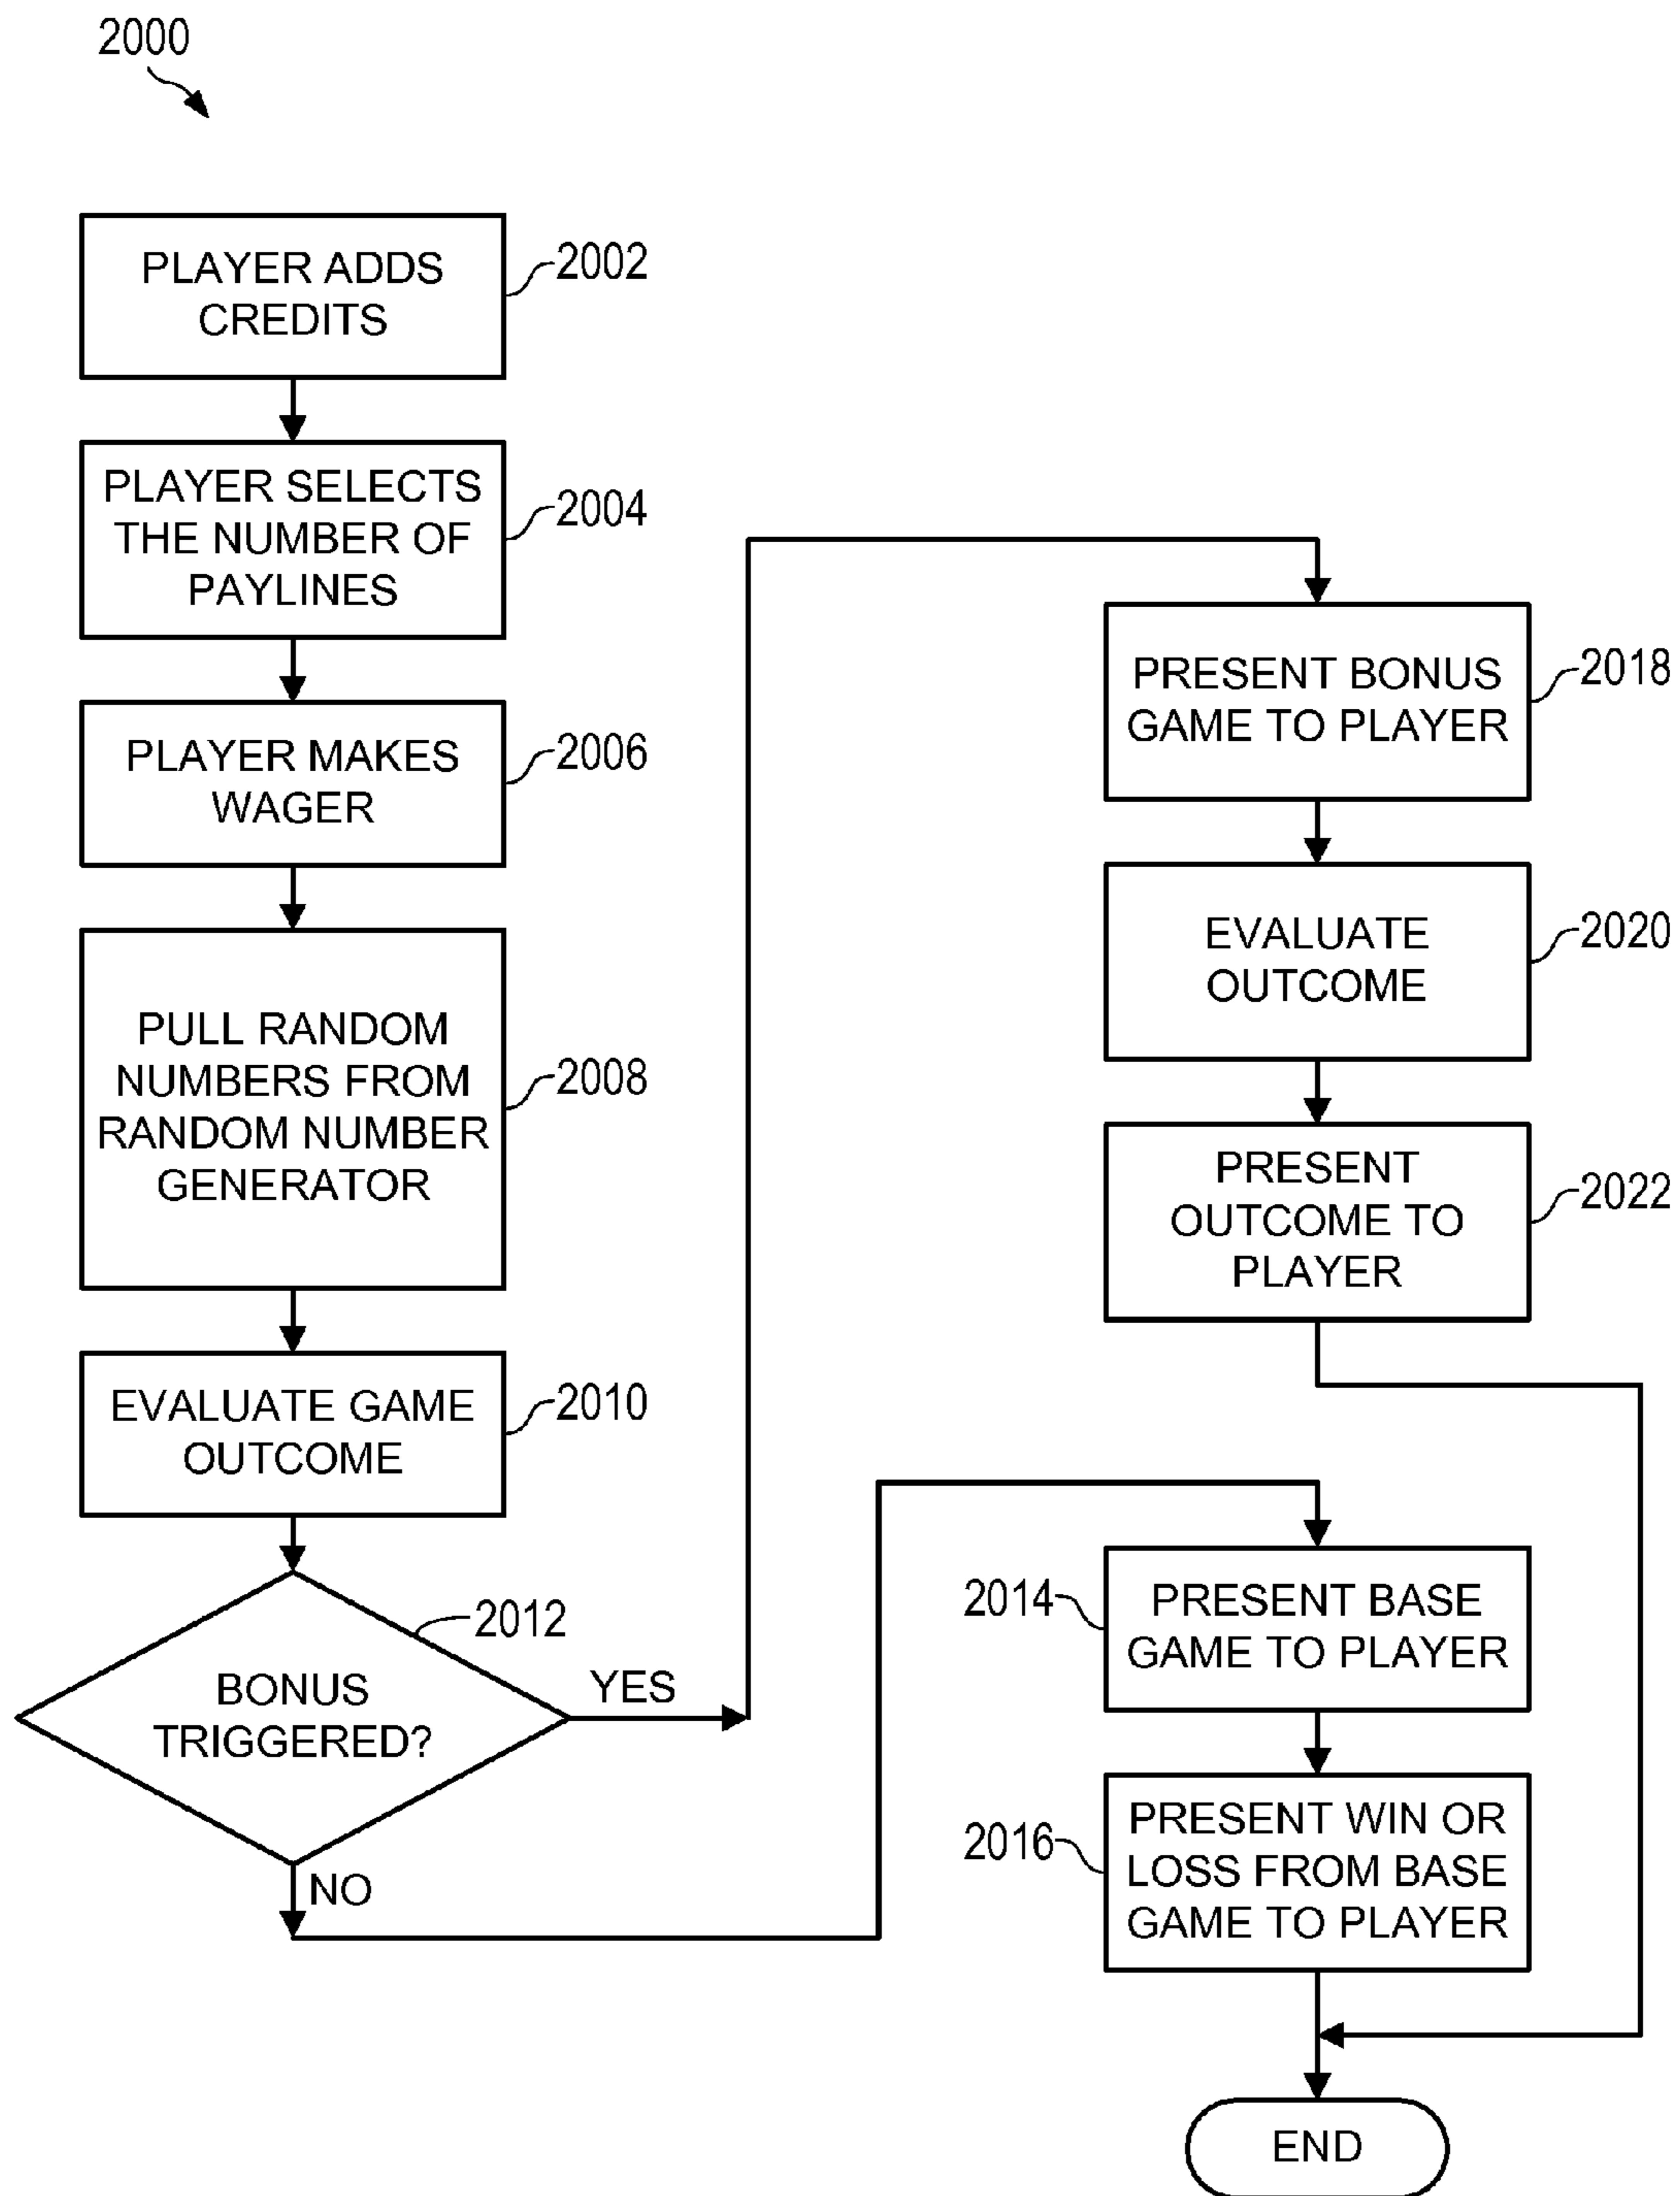 2000
PLAYER ADDS
CREDITS
2002
PLAYER SELECTS
THE NUMBER OF
PAYLINES
2004
PLAYER MAKES
WAGER
2006
PULL RANDOM
NUMBERS FROM
RANDOM NUMBER
GENERATOR
2008
EVALUATE GAME
OUTCOME
2010
BONUS
TRIGGERED?
2012
YES
NO
PRESENT BONUS
GAME TO PLAYER
2018
EVALUATE
OUTCOME
2020
PRESENT
OUTCOME TO
PLAYER
2022
2014
PRESENT BASE
GAME TO PLAYER
2016
PRESENT WIN OR
LOSS FROM BASE
GAME TO PLAYER
END